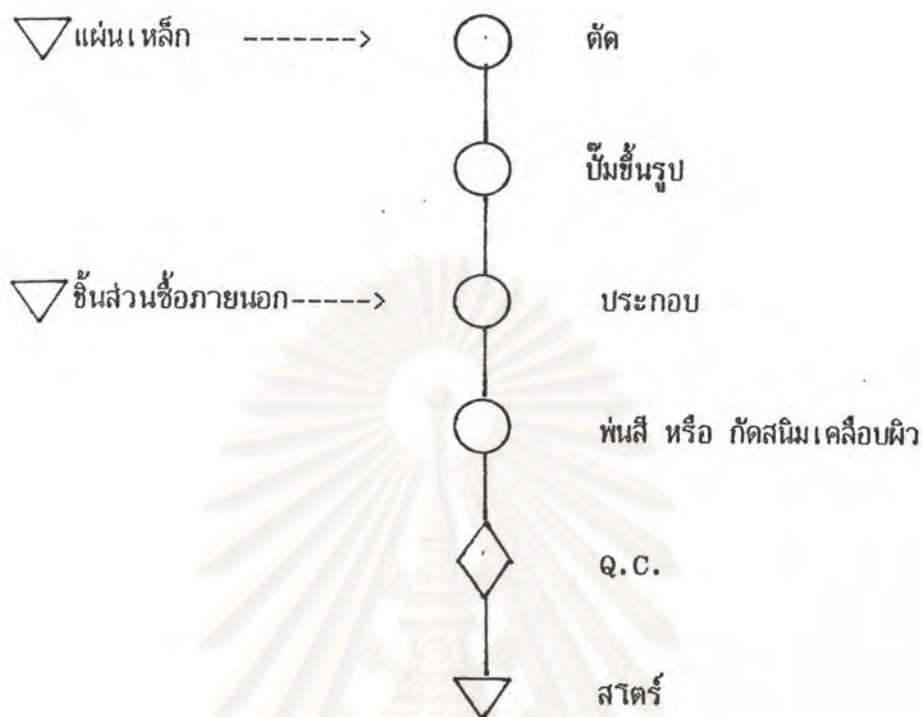 แผ่นเหล็ก -------> ตัด
ปั๊มขึ้นรูป
ชิ้นส่วนซื้อภายนอก-----> ประกอบ
พ่นสี หรือ กัดสนิมเคลือบผิว
Q.C.
สโตร์